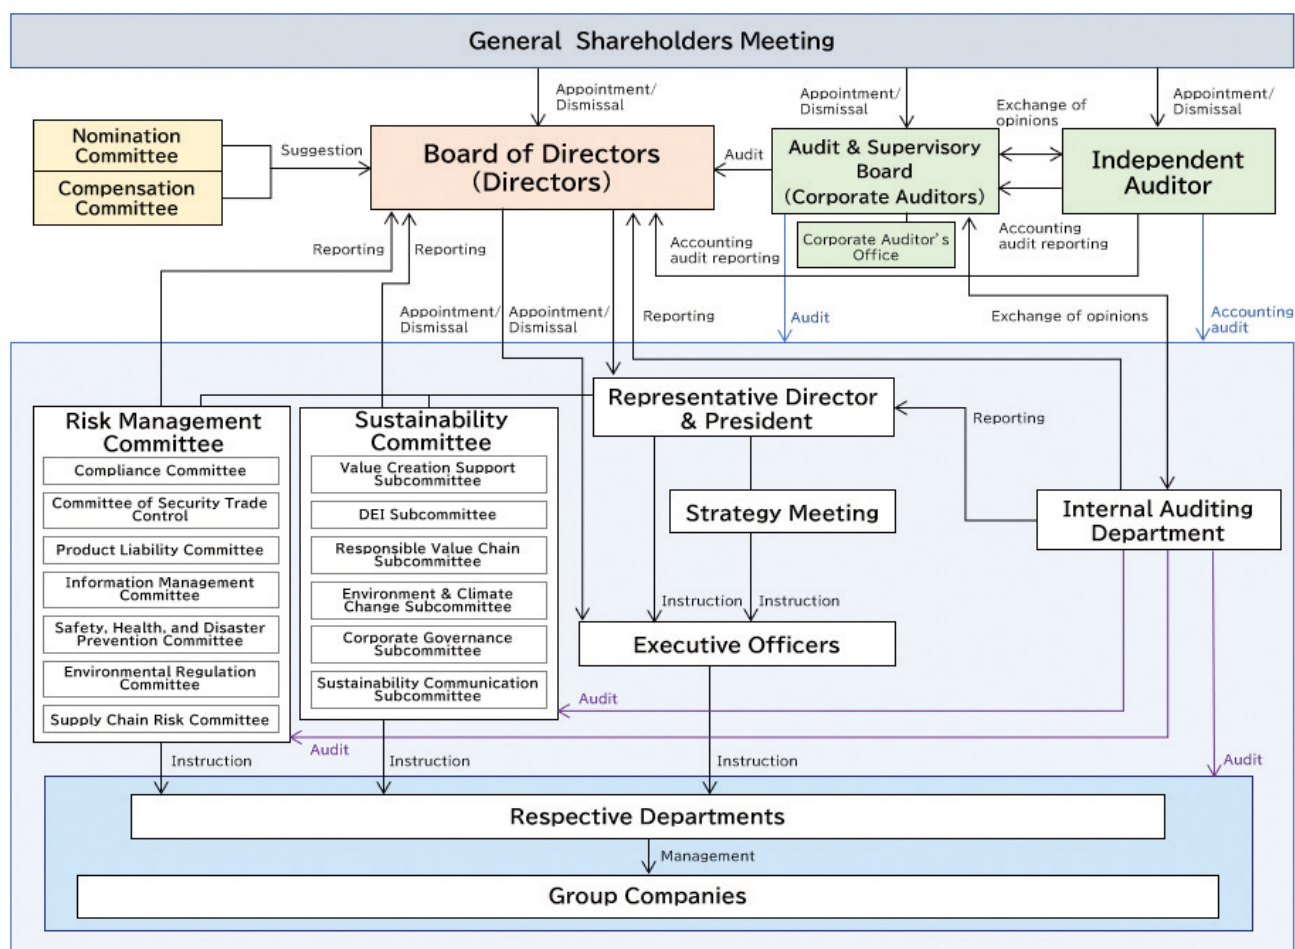 General Shareholders Meeting
Appointment/
Dismissal
Appointment/
Dismissal
Appointment/
Dismissal
Exchange of
opinions
Nomination
Committee
Compensation
Committee
Suggestion
Board of Directors
(Directors)
Audit
Audit & Supervisory
Board
(Corporate Auditors)
Independent
Auditor
Corporate Auditor's
Office
Reporting
Reporting
Accounting
audit reporting
Accounting
audit reporting
Appointment/
Dismissal
Appointment/
Dismissal
Reporting
Audit
Exchange of opinions
Accounting
audit
Representative Director
& President
Reporting
Risk Management
Committee
Compliance Committee
Committee of Security Trade
Control
Product Liability Committee
Information Management
Committee
Safety, Health, and Disaster
Prevention Committee
Environmental Regulation
Committee
Supply Chain Risk Committee
Sustainability
Committee
Value Creation Support
Subcommittee
DEI Subcommittee
Responsible Value Chain
Subcommittee
Environment & Climate
Change Subcommittee
Corporate Governance
Subcommittee
Sustainability Communication
Subcommittee
Strategy Meeting
Internal Auditing
Department
Instruction
Instruction
Executive Officers
Audit
Audit
Audit
Instruction
Instruction
Instruction
Respective Departments
Management
Group Companies